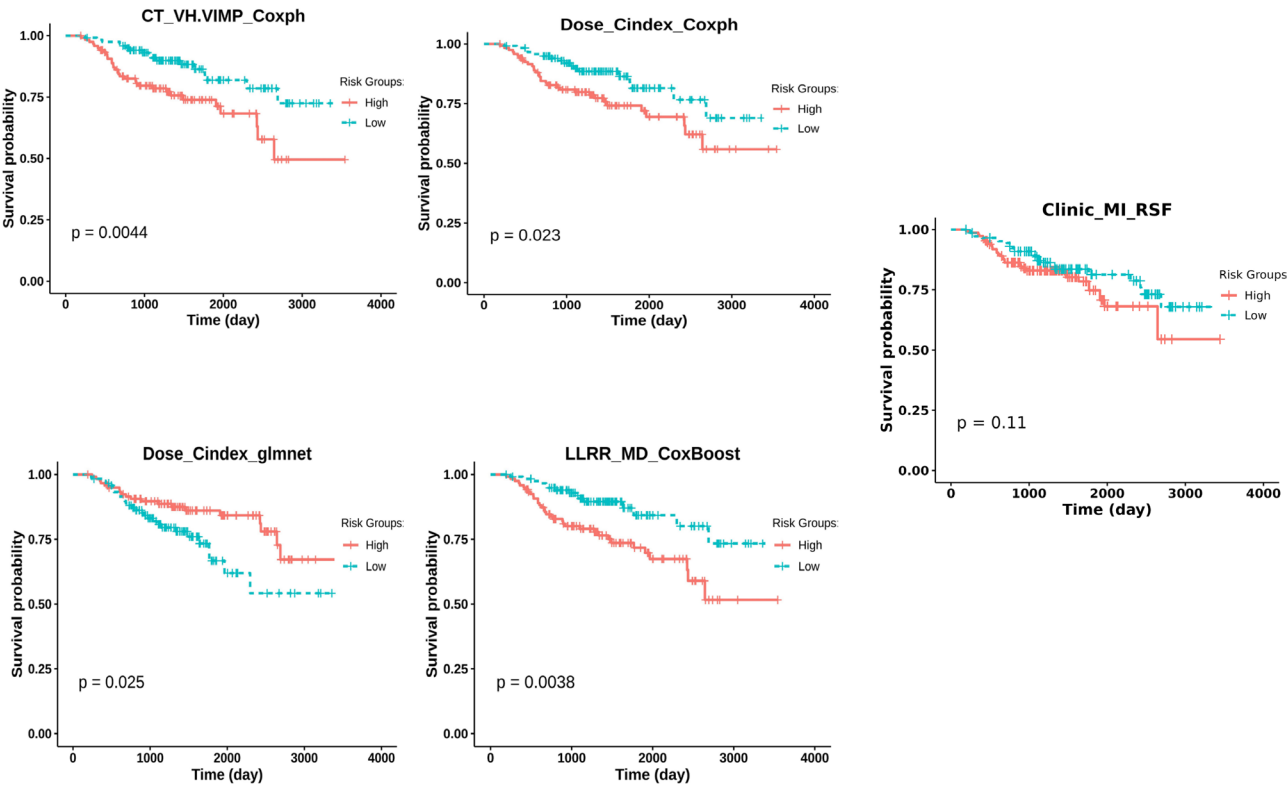 CT_VH.VIMP_Coxph
Survival probability
1.00
0.75
0.50
0.25
0.00
p = 0.0044
Risk Groups:
High
Low
0 1000 2000 3000 4000
Time (day)
Dose_Cindex_Coxph
Survival probability
1.00
0.75
0.50
0.25
0.00
p = 0.023
Risk Groups:
High
Low
0 1000 2000 3000 4000
Time (day)
Clinic_MI_RSF
Survival probability
1.00
0.75
0.50
0.25
0.00
p = 0.11
Risk Groups
High
Low
0 1000 2000 3000 4000
Time (day)
Dose_Cindex_glmnet
Survival probability
1.00
0.75
0.50
0.25
0.00
p = 0.025
Risk Groups:
High
Low
0 1000 2000 3000 4000
Time (day)
LLRR_MD_CoxBoost
Survival probability
1.00
0.75
0.50
0.25
0.00
p = 0.0038
Risk Groups:
High
Low
0 1000 2000 3000 4000
Time (day)